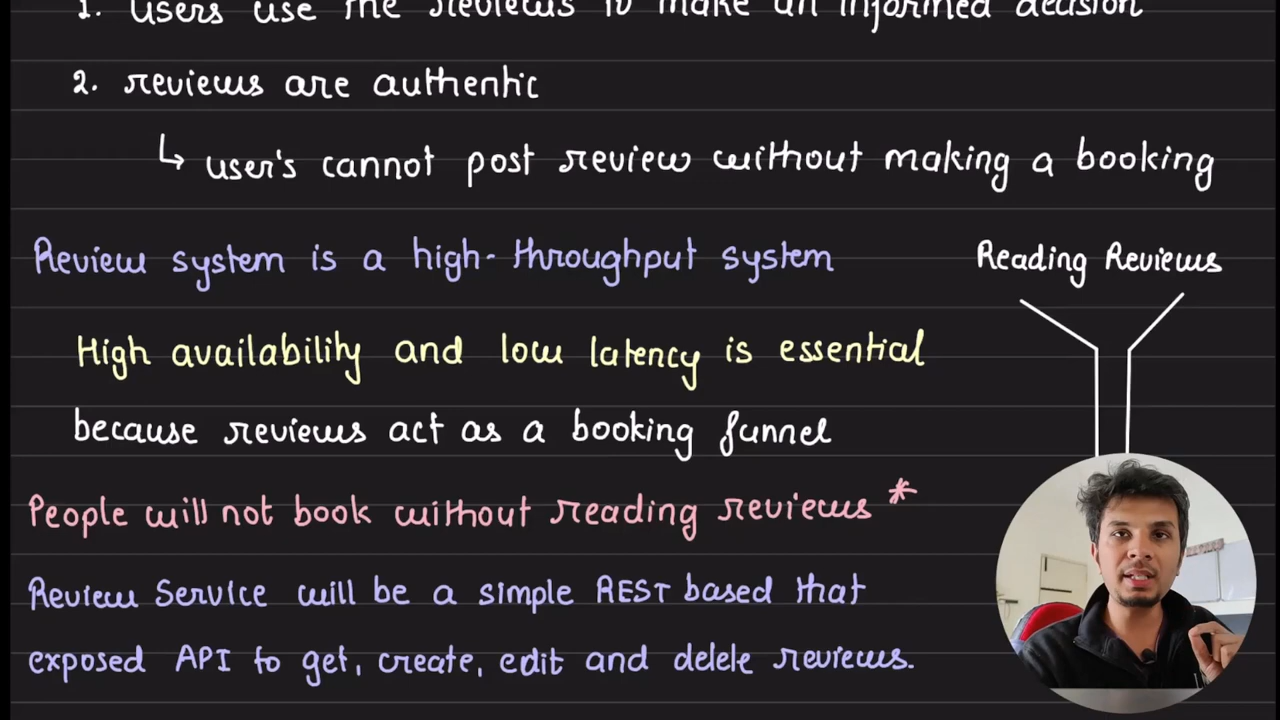 1. Users use the reviews to make an informed decision
2. reviews are authentic
↳ user's cannot post review without making a booking
Review system is a high-throughput system
Reading Reviews
High availability and low latency is essential
because reviews act as a booking funnel
People will not book without reading reviews *
Review Service will be a simple REST based that
exposed API to get, create, edit and delele reviews.